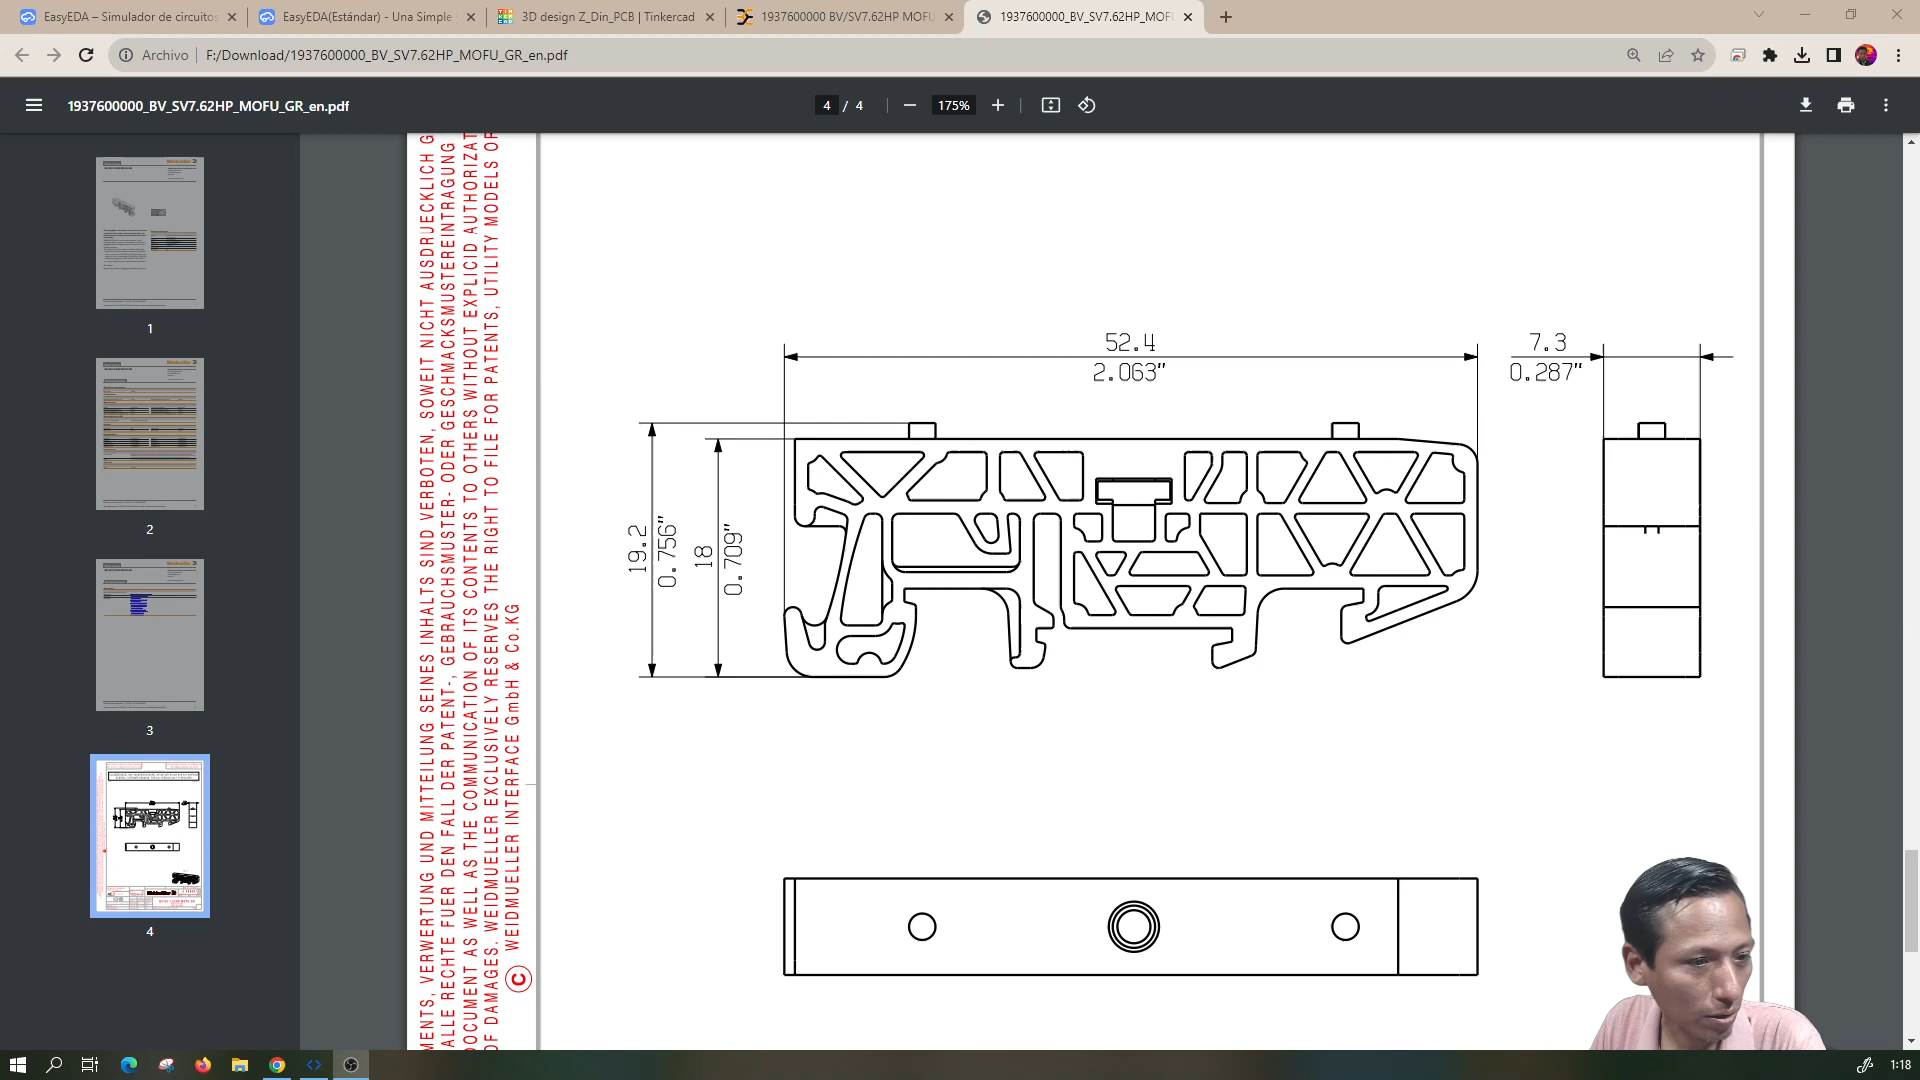 EasyEDA – Simulador de circuitos
EasyEDA(Estándar) - Una Simple
3D design Z_Din_PCB | Tinkercad
1937600000 BV/SV7.62HP MOFU
1937600000_BV_SV7.62HP_MOFU
Archivo
F:/Download/1937600000_BV_SV7.62HP_MOFU_GR_en.pdf
1937600000_BV_SV7.62HP_MOFU_GR_en.pdf
4 / 4
175%
1
2
3
4
MENTS, VERWERTUNG UND MITTEILUNG SEINES INHALTS SIND VERBOTEN, SOWEIT NICHT AUSDRUECKLICH G
ALLE RECHTE FUER DEN FALL DER PATENT-, GEBRAUCHSMUSTER- ODER GESCHMACKSMUSTEREINTRAGUNG
DOCUMENT AS WELL AS THE COMMUNICATION OF ITS CONTENTS TO OTHERS WITHOUT EXPLICID AUTHORIZAT
OF DAMAGES. WEIDMUELLER EXCLUSIVELY RESERVES THE RIGHT TO FILE FOR PATENTS, UTILITY MODELS OR
C WEIDMUELLER INTERFACE GmbH & Co.KG
52.4
2.063"
7.3
0.287"
19.2
0.756"
18
0.709"
1:18